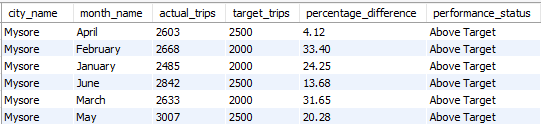 city_name month_name actual_trips target_trips percentage_difference performance_status
Mysore April 2603 2500 4.12 Above Target
Mysore February 2668 2000 33.40 Above Target
Mysore January 2485 2000 24.25 Above Target
Mysore June 2842 2500 13.68 Above Target
Mysore March 2633 2000 31.65 Above Target
Mysore May 3007 2500 20.28 Above Target